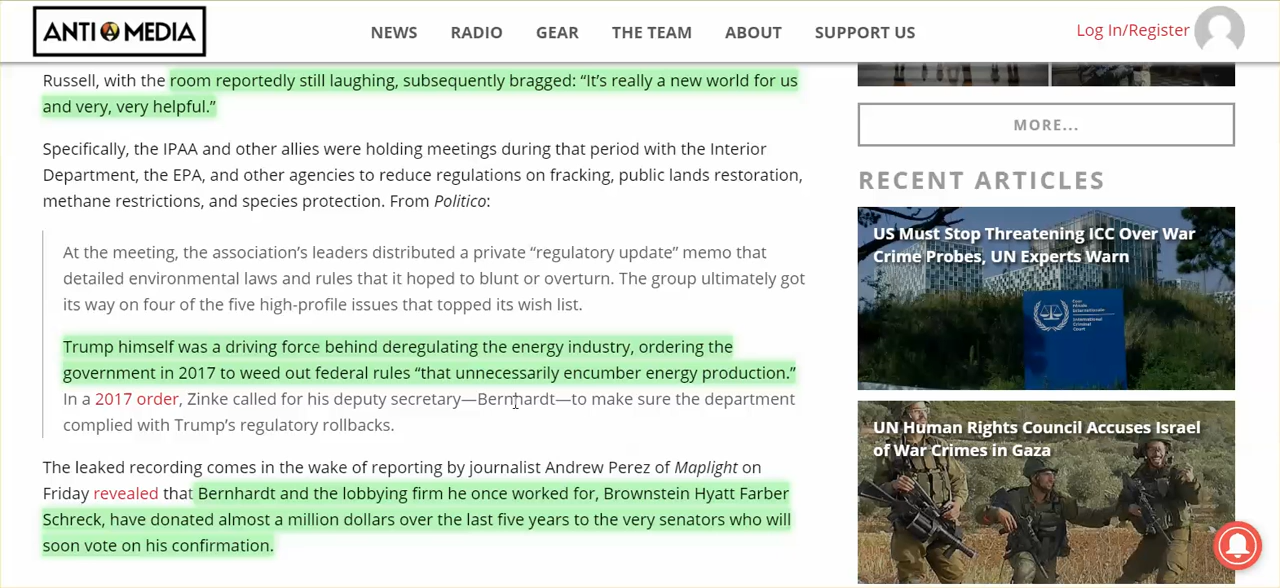 ANTI MEDIA
NEWS
RADIO
GEAR
THE TEAM
ABOUT
SUPPORT US
Log In/Register
Russell, with the room reportedly still laughing, subsequently bragged: “It’s really a new world for us
and very, very helpful.”
Specifically, the IPAA and other allies were holding meetings during that period with the Interior
Department, the EPA, and other agencies to reduce regulations on fracking, public lands restoration,
methane restrictions, and species protection. From Politico:
At the meeting, the association’s leaders distributed a private “regulatory update” memo that
detailed environmental laws and rules that it hoped to blunt or overturn. The group ultimately got
its way on four of the five high-profile issues that topped its wish list.
Trump himself was a driving force behind deregulating the energy industry, ordering the
government in 2017 to weed out federal rules “that unnecessarily encumber energy production.”
In a 2017 order, Zinke called for his deputy secretary—Bernhardt—to make sure the department
complied with Trump’s regulatory rollbacks.
The leaked recording comes in the wake of reporting by journalist Andrew Perez of Maplight on
Friday revealed that Bernhardt and the lobbying firm he once worked for, Brownstein Hyatt Farber
Schreck, have donated almost a million dollars over the last five years to the very senators who will
soon vote on his confirmation.
MORE...
RECENT ARTICLES
US Must Stop Threatening ICC Over War
Crime Probes, UN Experts Warn
UN Human Rights Council Accuses Israel
of War Crimes in Gaza